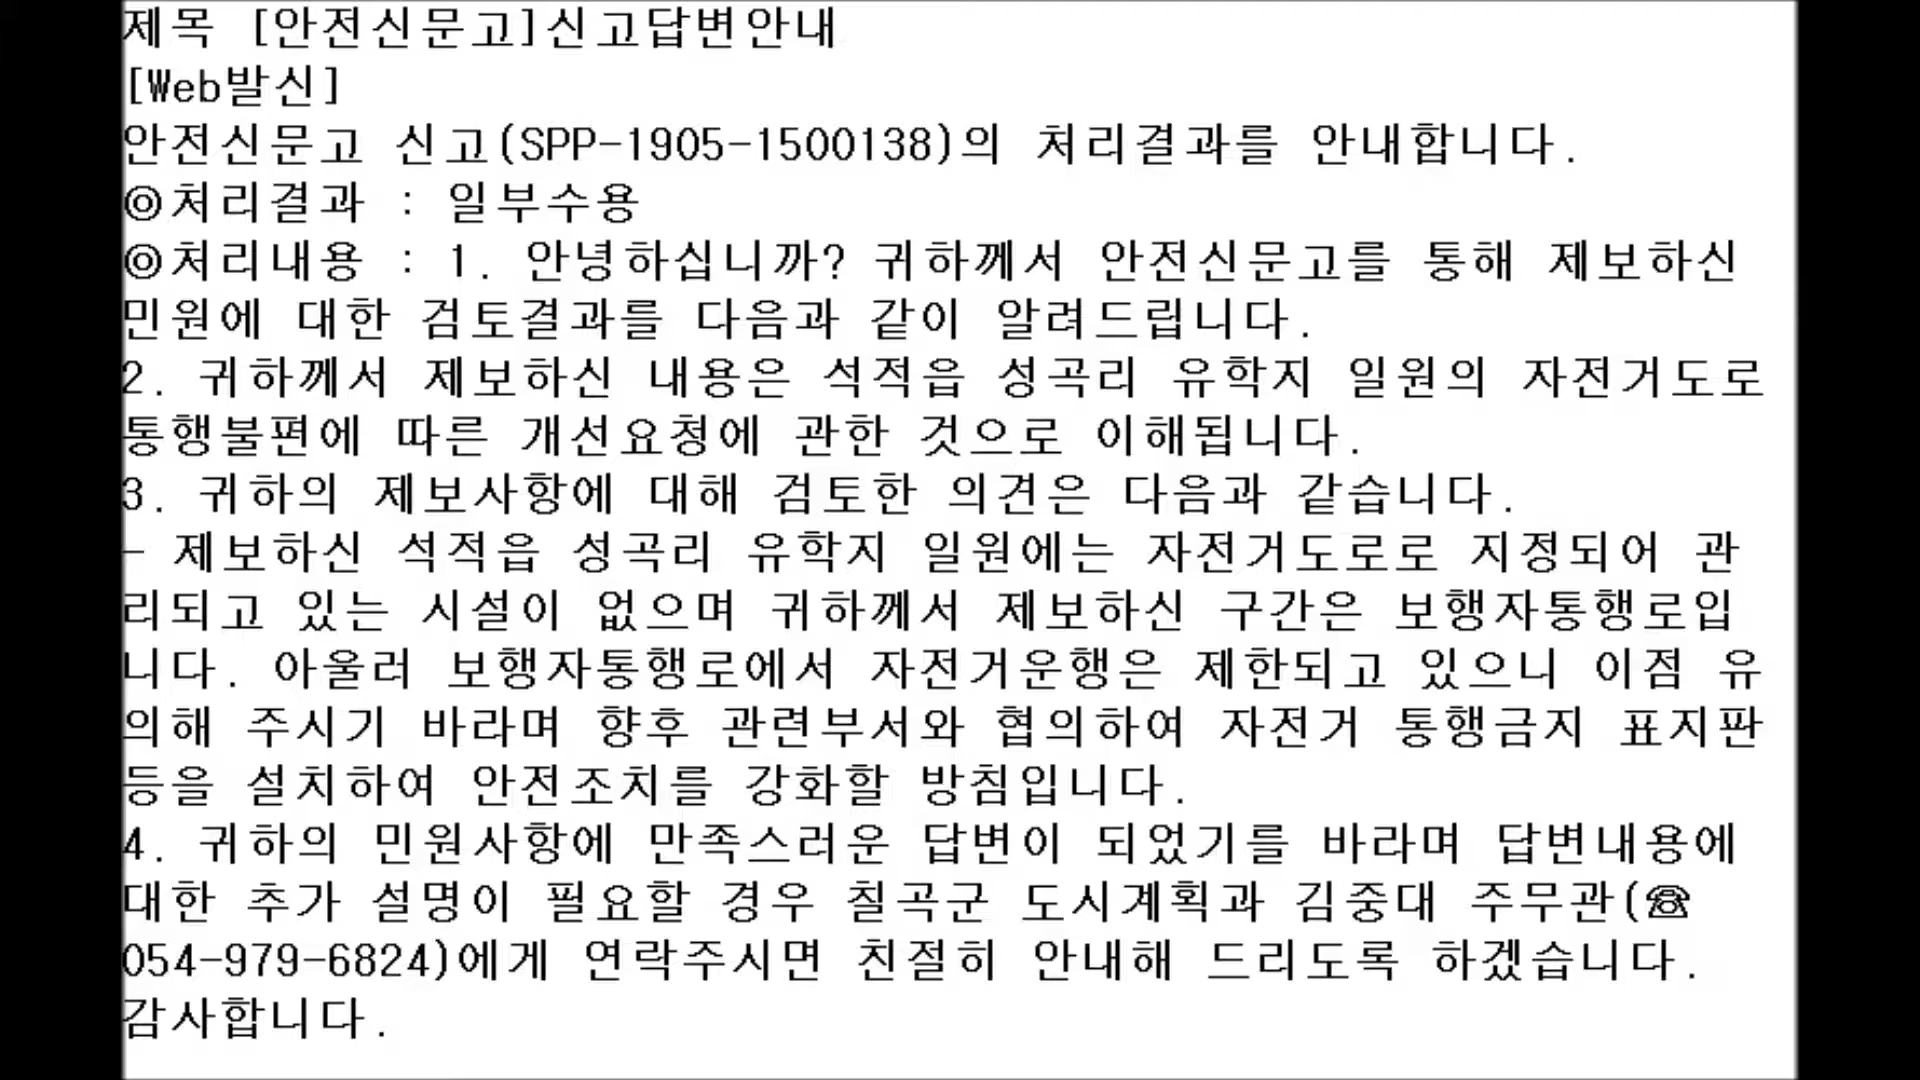 제목 [안전신문고]신고답변안내
[Web발신]
안전신문고 신고(SPP-1905-1500138)의 처리결과를 안내합니다.
◎처리결과 : 일부수용
◎처리내용 : 1. 안녕하십니까? 귀하께서 안전신문고를 통해 제보하신
민원에 대한 검토결과를 다음과 같이 알려드립니다.
2. 귀하께서 제보하신 내용은 석적읍 성곡리 유학지 일원의 자전거도로
통행불편에 따른 개선요청에 관한 것으로 이해됩니다.
3. 귀하의 제보사항에 대해 검토한 의견은 다음과 같습니다.
- 제보하신 석적읍 성곡리 유학지 일원에는 자전거도로로 지정되어 관
리되고 있는 시설이 없으며 귀하께서 제보하신 구간은 보행자통행로입
니다. 아울러 보행자통행로에서 자전거운행은 제한되고 있으니 이점 유
의해 주시기 바라며 향후 관련부서와 협의하여 자전거 통행금지 표지판
등을 설치하여 안전조치를 강화할 방침입니다.
4. 귀하의 민원사항에 만족스러운 답변이 되었기를 바라며 답변내용에
대한 추가 설명이 필요할 경우 칠곡군 도시계획과 김중대 주무관(☎
054-979-6824)에게 연락주시면 친절히 안내해 드리도록 하겠습니다.
감사합니다.